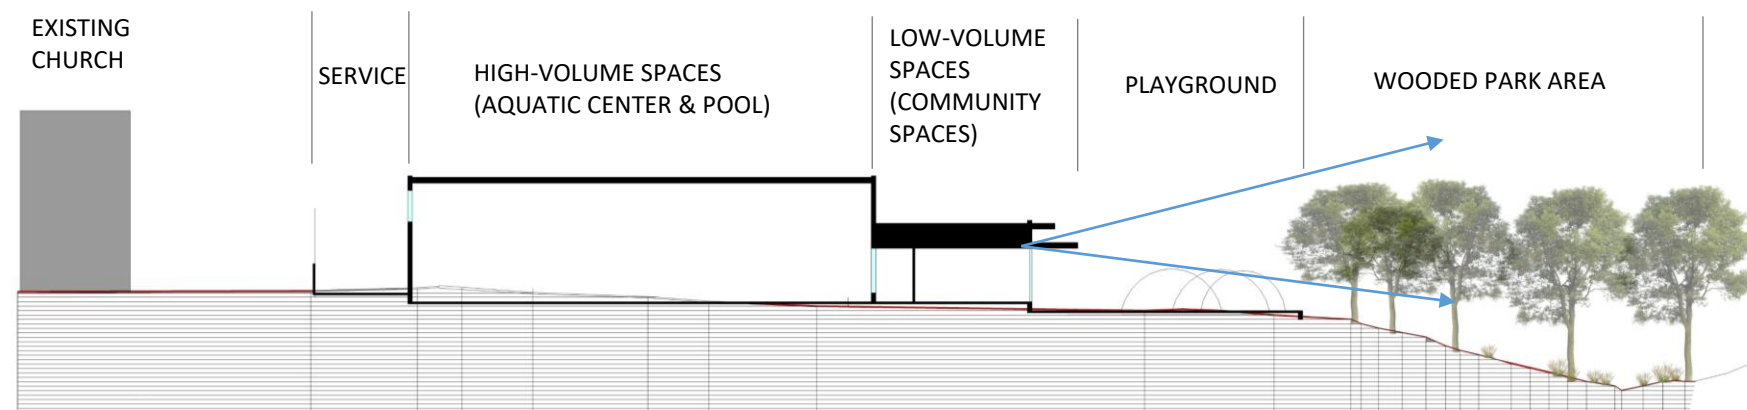 EXISTING
CHURCH
SERVICE
HIGH-VOLUME SPACES
(AQUATIC CENTER & POOL)
LOW-VOLUME
SPACES
(COMMUNITY
SPACES)
PLAYGROUND
WOODED PARK AREA